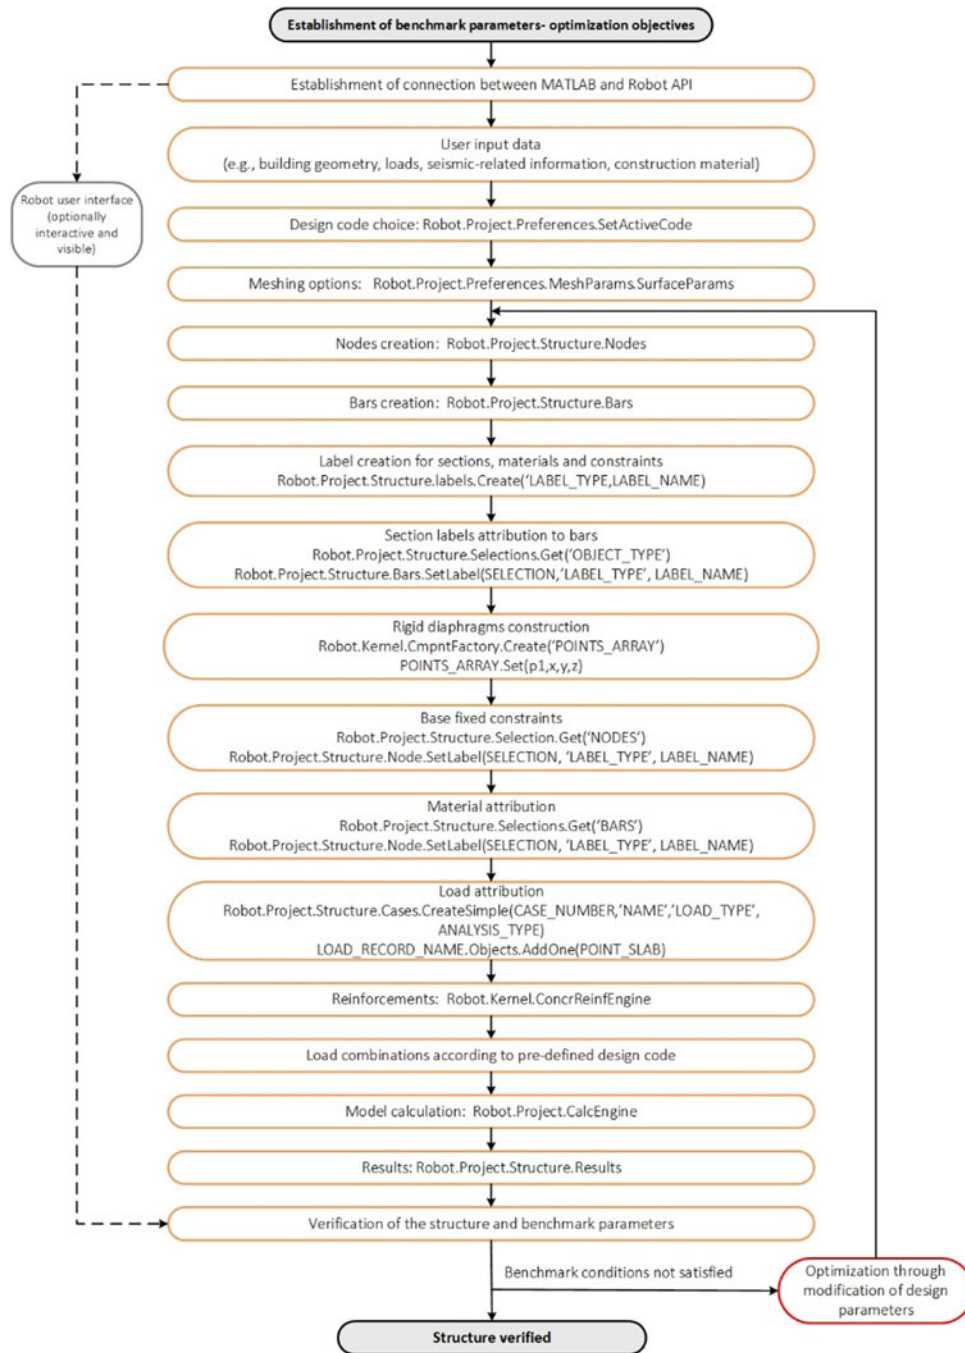 Establishment of benchmark parameters- optimization objectives
Establishment of connection between MATLAB and Robot API
User input data
(e.g., building geometry, loads, seismic-related information, construction material)
Robot user interface
(optionally
interactive and
visible)
Design code choice: Robot.Project.Preferences.SetActiveCode
Meshing options: Robot.Project.Preferences.MeshParams.SurfaceParams
Nodes creation: Robot.Project.Structure.Nodes
Bars creation: Robot.Project.Structure.Bars
Label creation for sections, materials and constraints
Robot.Project.Structure.labels.Create(‘LABEL_TYPE,LABEL_NAME)
Section labels attribution to bars
Robot.Project.Structure.Selections.Get(‘OBJECT_TYPE’)
Robot.Project.Structure.Bars.SetLabel(SELECTION,’LABEL_TYPE’, LABEL_NAME)
Rigid diaphragms construction
Robot.Kernel.CmpntFactory.Create(‘POINTS_ARRAY’)
POINTS_ARRAY.Set(p1,x,y,z)
Base fixed constraints
Robot.Project.Structure.Selection.Get(‘NODES’)
Robot.Project.Structure.Node.SetLabel(SELECTION, ’LABEL_TYPE’, LABEL_NAME)
Material attribution
Robot.Project.Structure.Selections.Get(‘BARS’)
Robot.Project.Structure.Node.SetLabel(SELECTION, ’LABEL_TYPE’, LABEL_NAME)
Load attribution
Robot.Project.Structure.Cases.CreateSimple(CASE_NUMBER,’NAME’,’LOAD_TYPE’,
ANALYSIS_TYPE)
LOAD_RECORD_NAME.Objects.AddOne(POINT_SLAB)
Reinforcements: Robot.Kernel.ConcrReinfEngine
Load combinations according to pre-defined design code
Model calculation: Robot.Project.CalcEngine
Results: Robot.Project.Structure.Results
Verification of the structure and benchmark parameters
Benchmark conditions not satisfied
Optimization through
modification of design
parameters
Structure verified